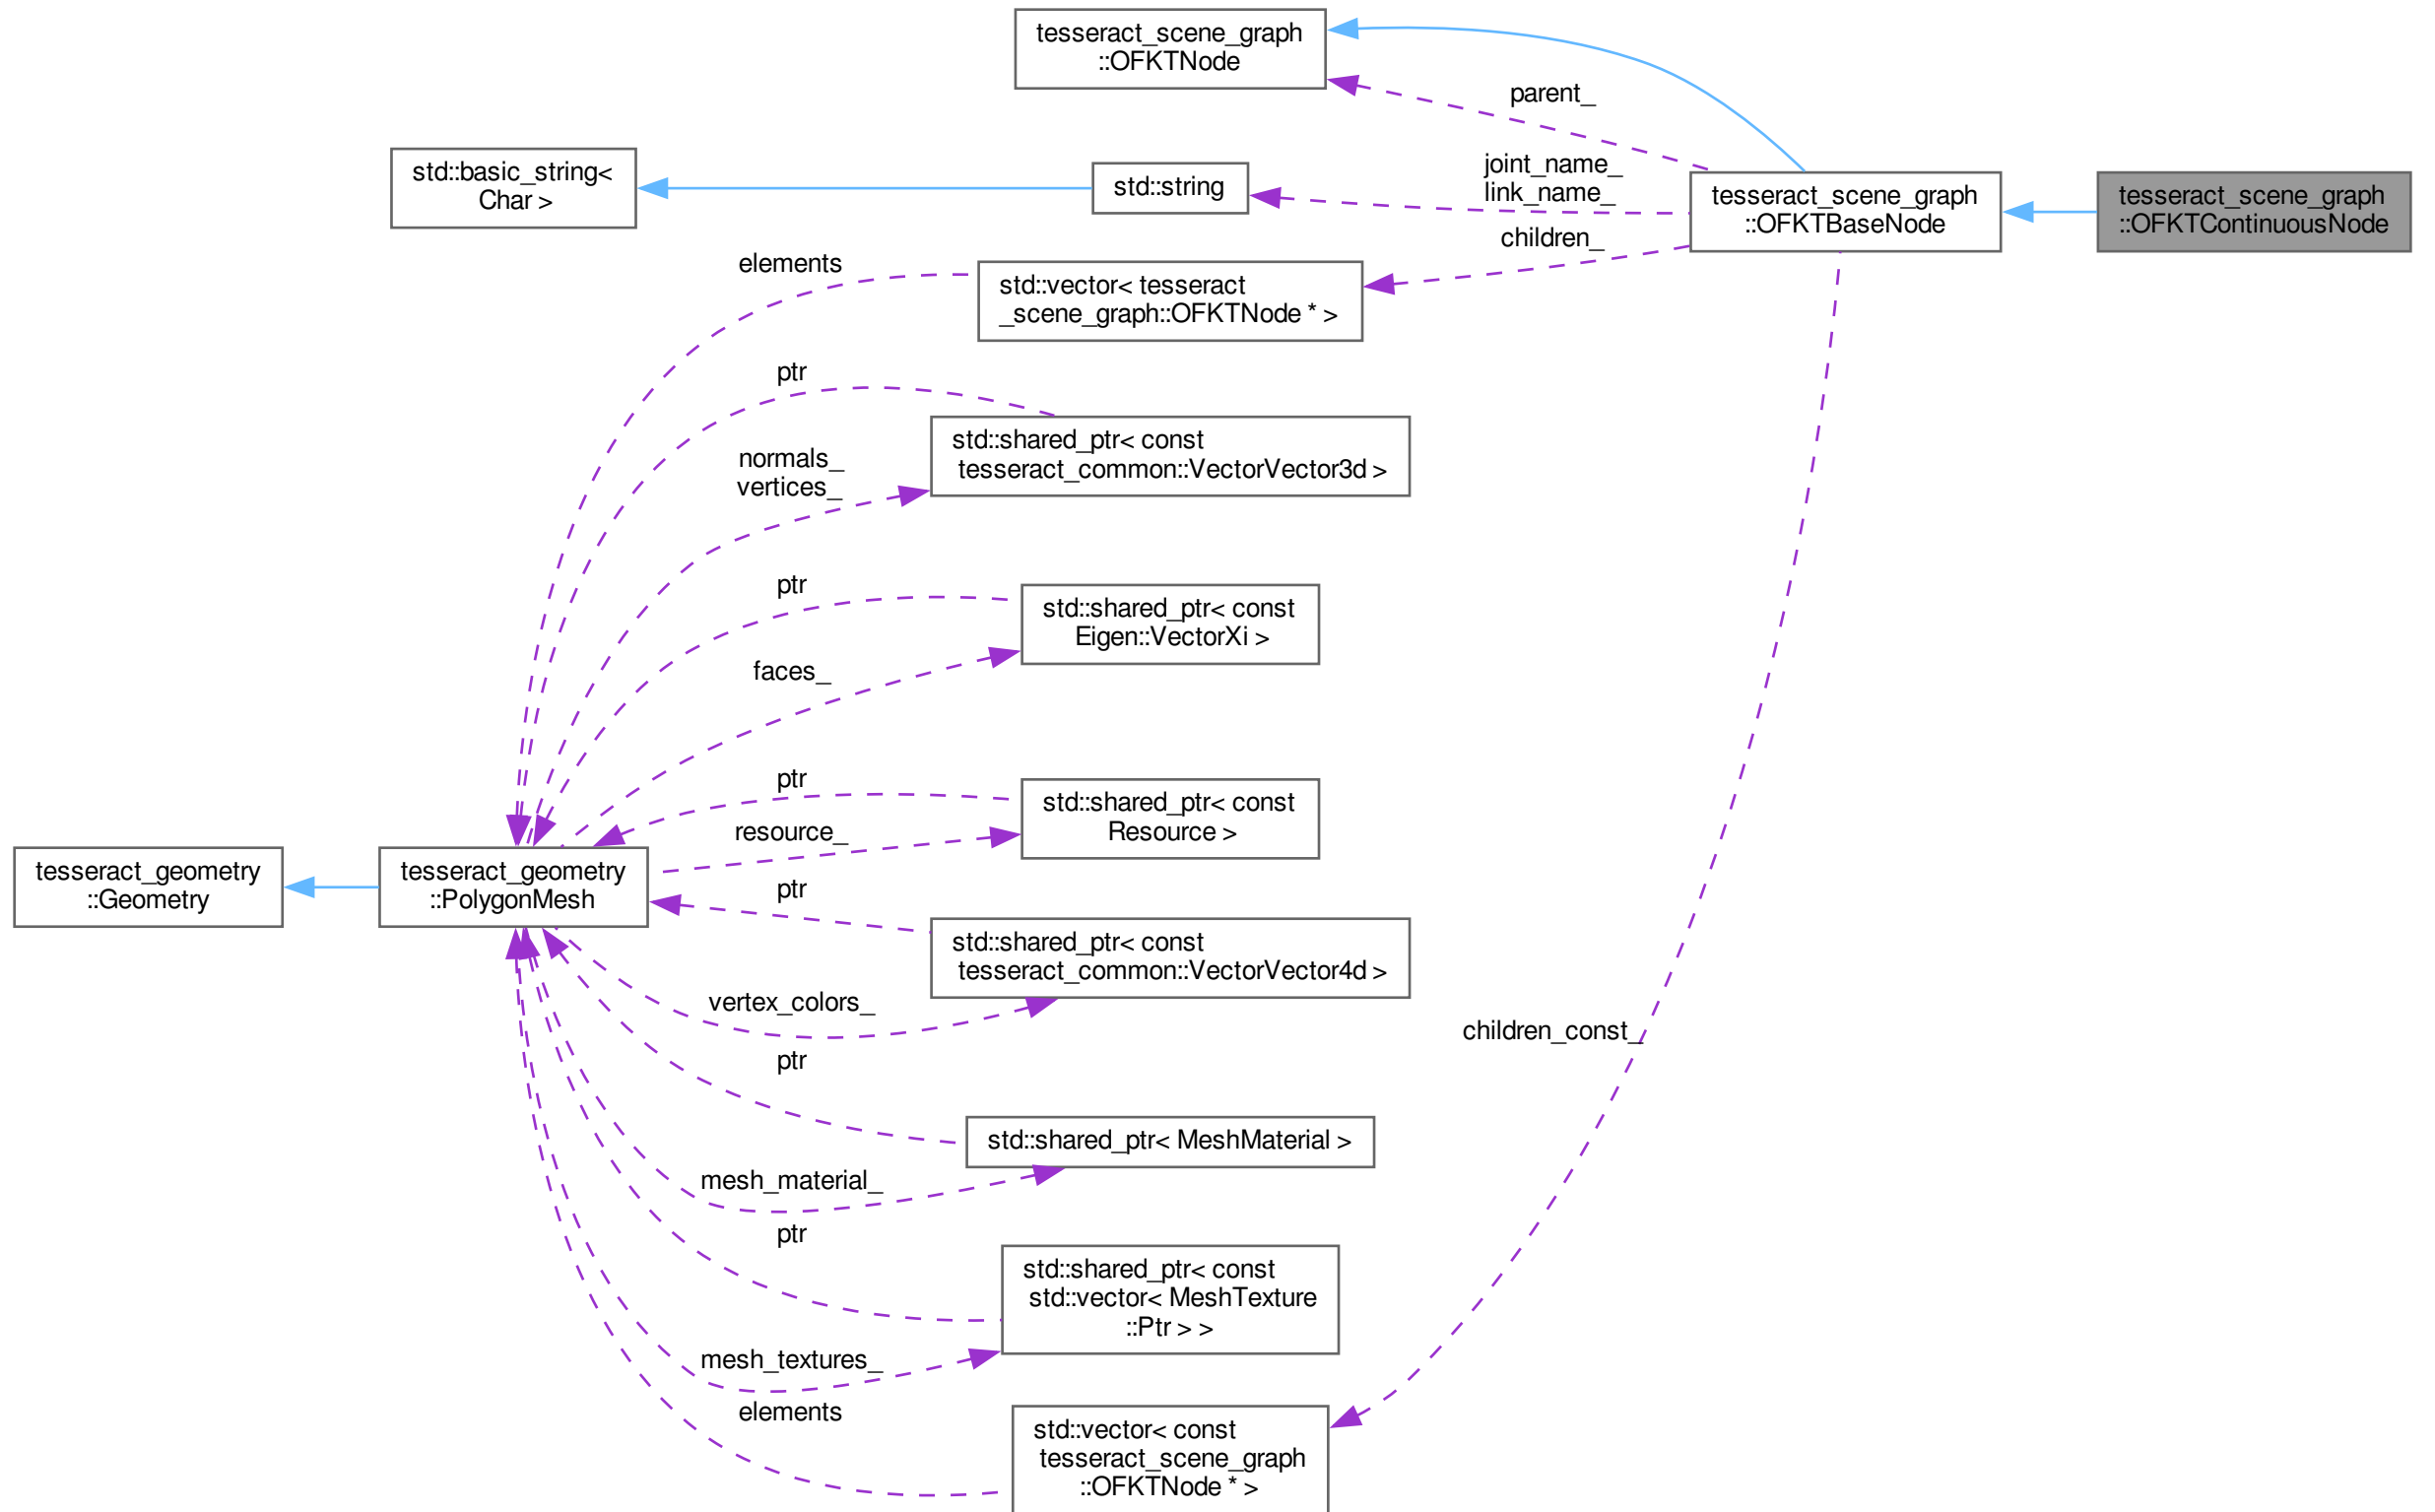 tesseract_scene_graph
::OFKTNode
parent_
std::basic_string<
Char >
std::string
joint_name_
link_name_
tesseract_scene_graph
::OFKTBaseNode
tesseract_scene_graph
::OFKTContinuousNode
children_
elements
std::vector< tesseract
_scene_graph::OFKTNode * >
ptr
std::shared_ptr< const
tesseract_common::VectorVector3d >
normals_
vertices_
ptr
std::shared_ptr< const
Eigen::VectorXi >
faces_
ptr
std::shared_ptr< const
Resource >
resource_
tesseract_geometry
::Geometry
tesseract_geometry
::PolygonMesh
ptr
std::shared_ptr< const
tesseract_common::VectorVector4d >
vertex_colors_
children_const_
ptr
std::shared_ptr< MeshMaterial >
mesh_material_
ptr
std::shared_ptr< const
std::vector< MeshTexture
::Ptr > >
mesh_textures_
elements
std::vector< const
tesseract_scene_graph
::OFKTNode * >